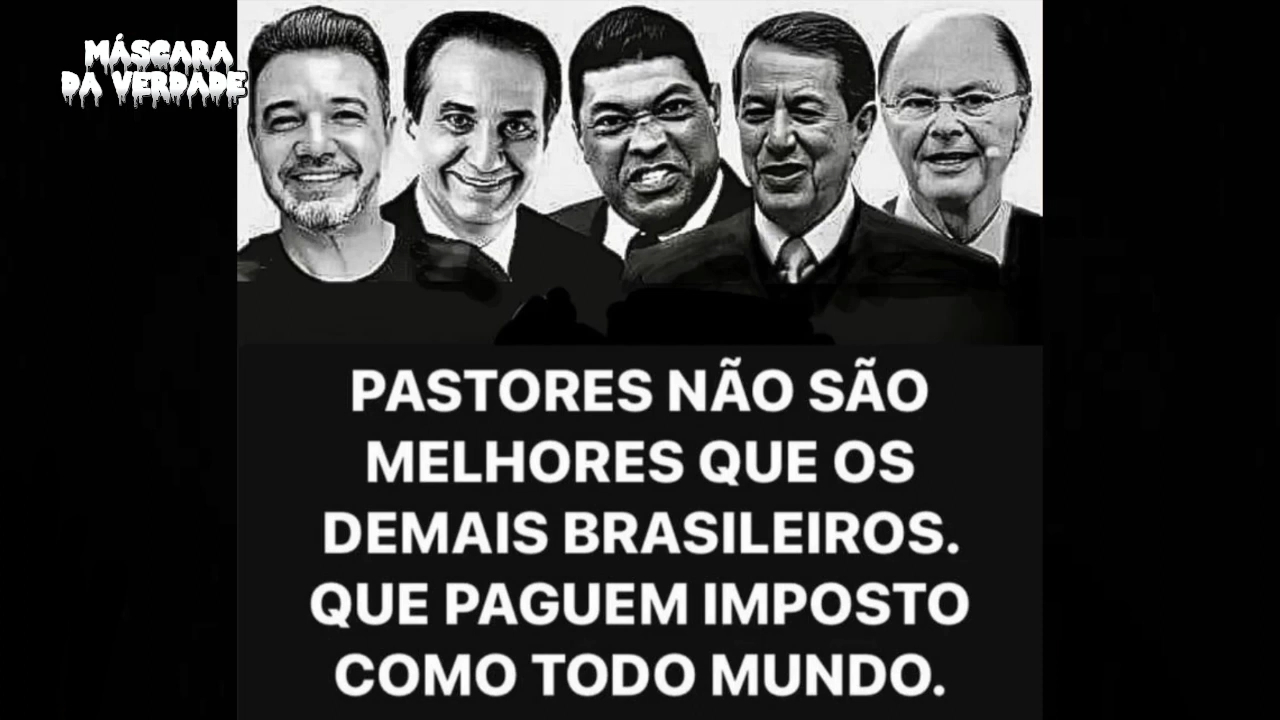 MÁSCARA
DA VERDADE
PASTORES NÃO SÃO
MELHORES QUE OS
DEMAIS BRASILEIROS.
QUE PAGUEM IMPOSTO
COMO TODO MUNDO.